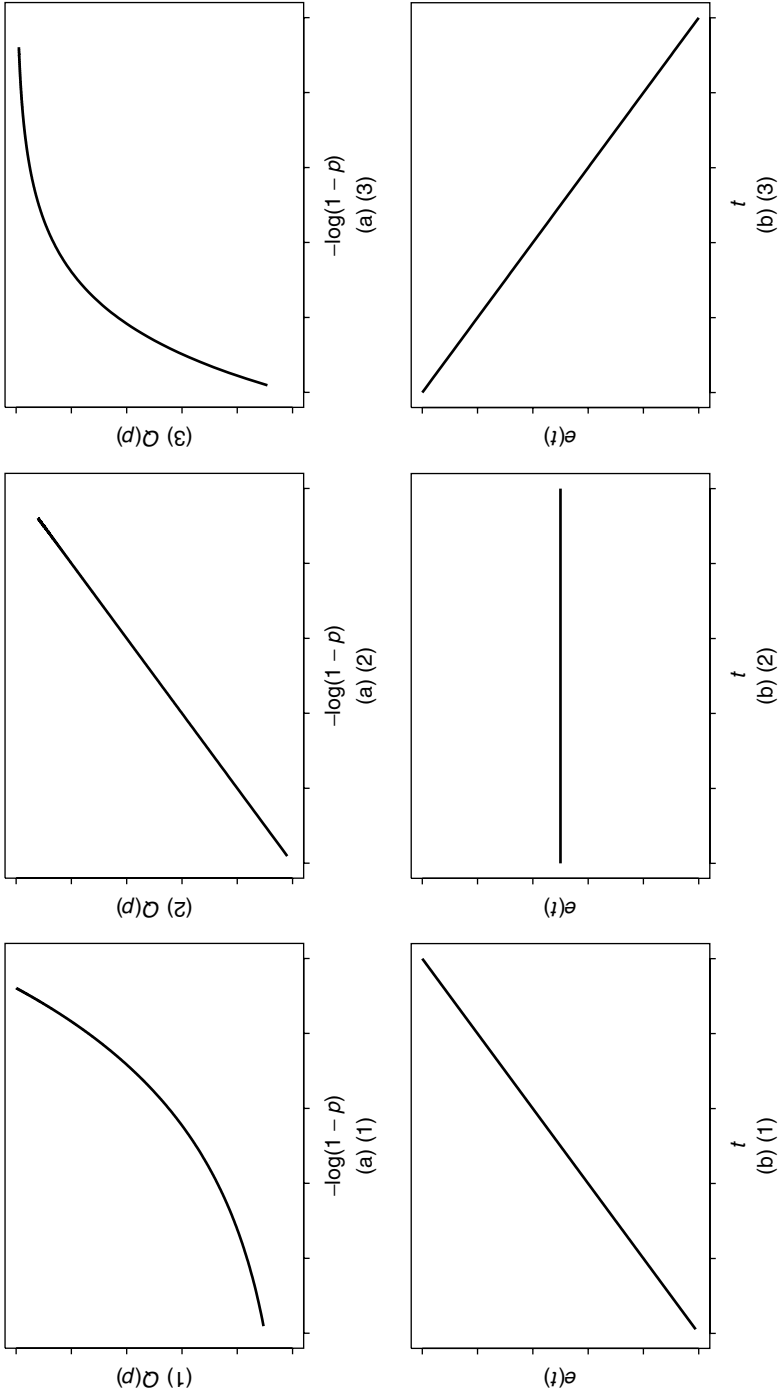 (1) Q(p)
−log(1 − p)
(a) (1)
(2) Q(p)
−log(1 − p)
(a) (2)
(3) Q(p)
−log(1 − p)
(a) (3)
e(t)
t
(b) (1)
e(t)
t
(b) (2)
e(t)
t
(b) (3)